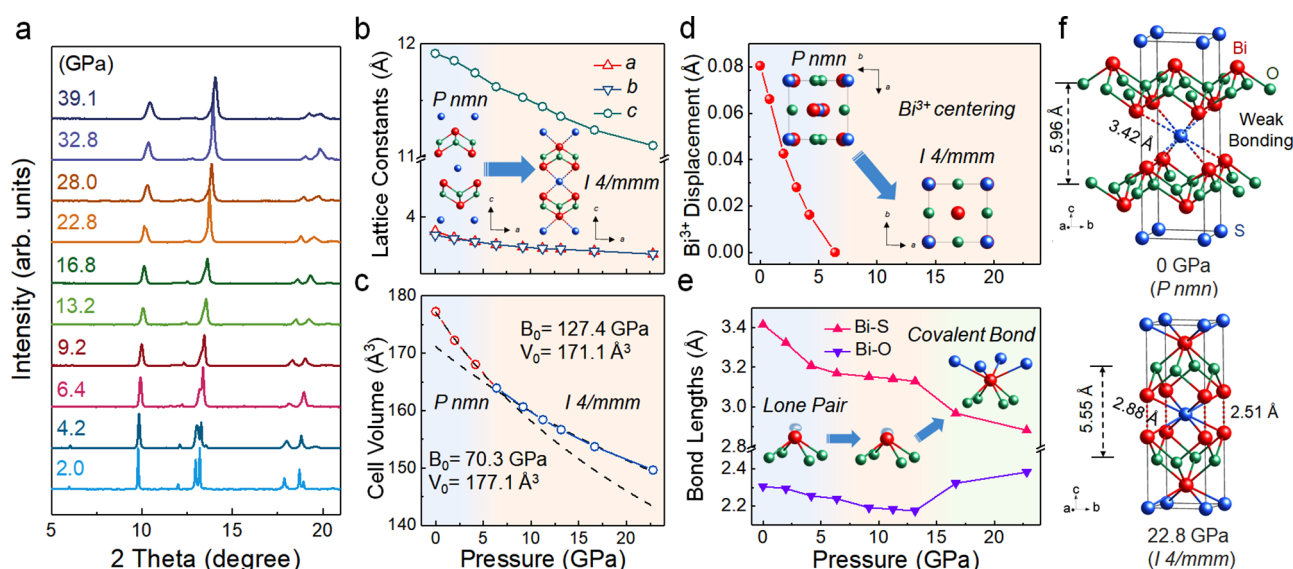 a
(GPa)
39.1
32.8
28.0
22.8
16.8
13.2
9.2
6.4
4.2
2.0
Intensity (arb. units)
10
15
20
2 Theta (degree)
b
12
11
4
Lattice Constants (Å)
a
b
c
P nmn
I 4/mmm
c
a
c
a
c
180
170
160
150
140
Cell Volume (Å³)
B₀= 127.4 GPa
V₀= 171.1 Å³
P nmn
I 4/mmm
B₀= 70.3 GPa
V₀= 177.1 Å³
0
5
10
15
20
Pressure (GPa)
d
0.08
0.06
0.04
0.02
0.00
Bi³⁺ Displacement (Å)
P nmn
b
a
Bi³⁺ centering
I 4/mmm
b
a
0
5
10
15
20
e
3.4
3.2
3.0
2.8
2.4
2.2
Bond Lengths (Å)
Bi-S
Bi-O
Covalent Bond
Lone Pair
0
5
10
15
20
Pressure (GPa)
f
Bi
O
5.96 Å
3.42 Å
Weak
Bonding
c
a
b
S
0 GPa
(P nmn)
5.55 Å
2.88 Å
2.51 Å
c
a
b
22.8 GPa
(I 4/mmm)